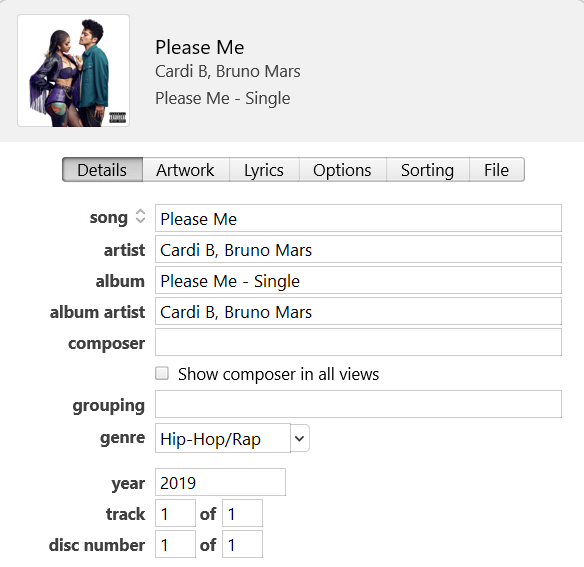 Please Me
Cardi B, Bruno Mars
Please Me - Single
Details Artwork Lyrics Options Sorting File
song Please Me
artist Cardi B, Bruno Mars
album Please Me - Single
album artist Cardi B, Bruno Mars
composer
Show composer in all views
grouping
genre Hip-Hop/Rap
year 2019
track 1 of 1
disc number 1 of 1